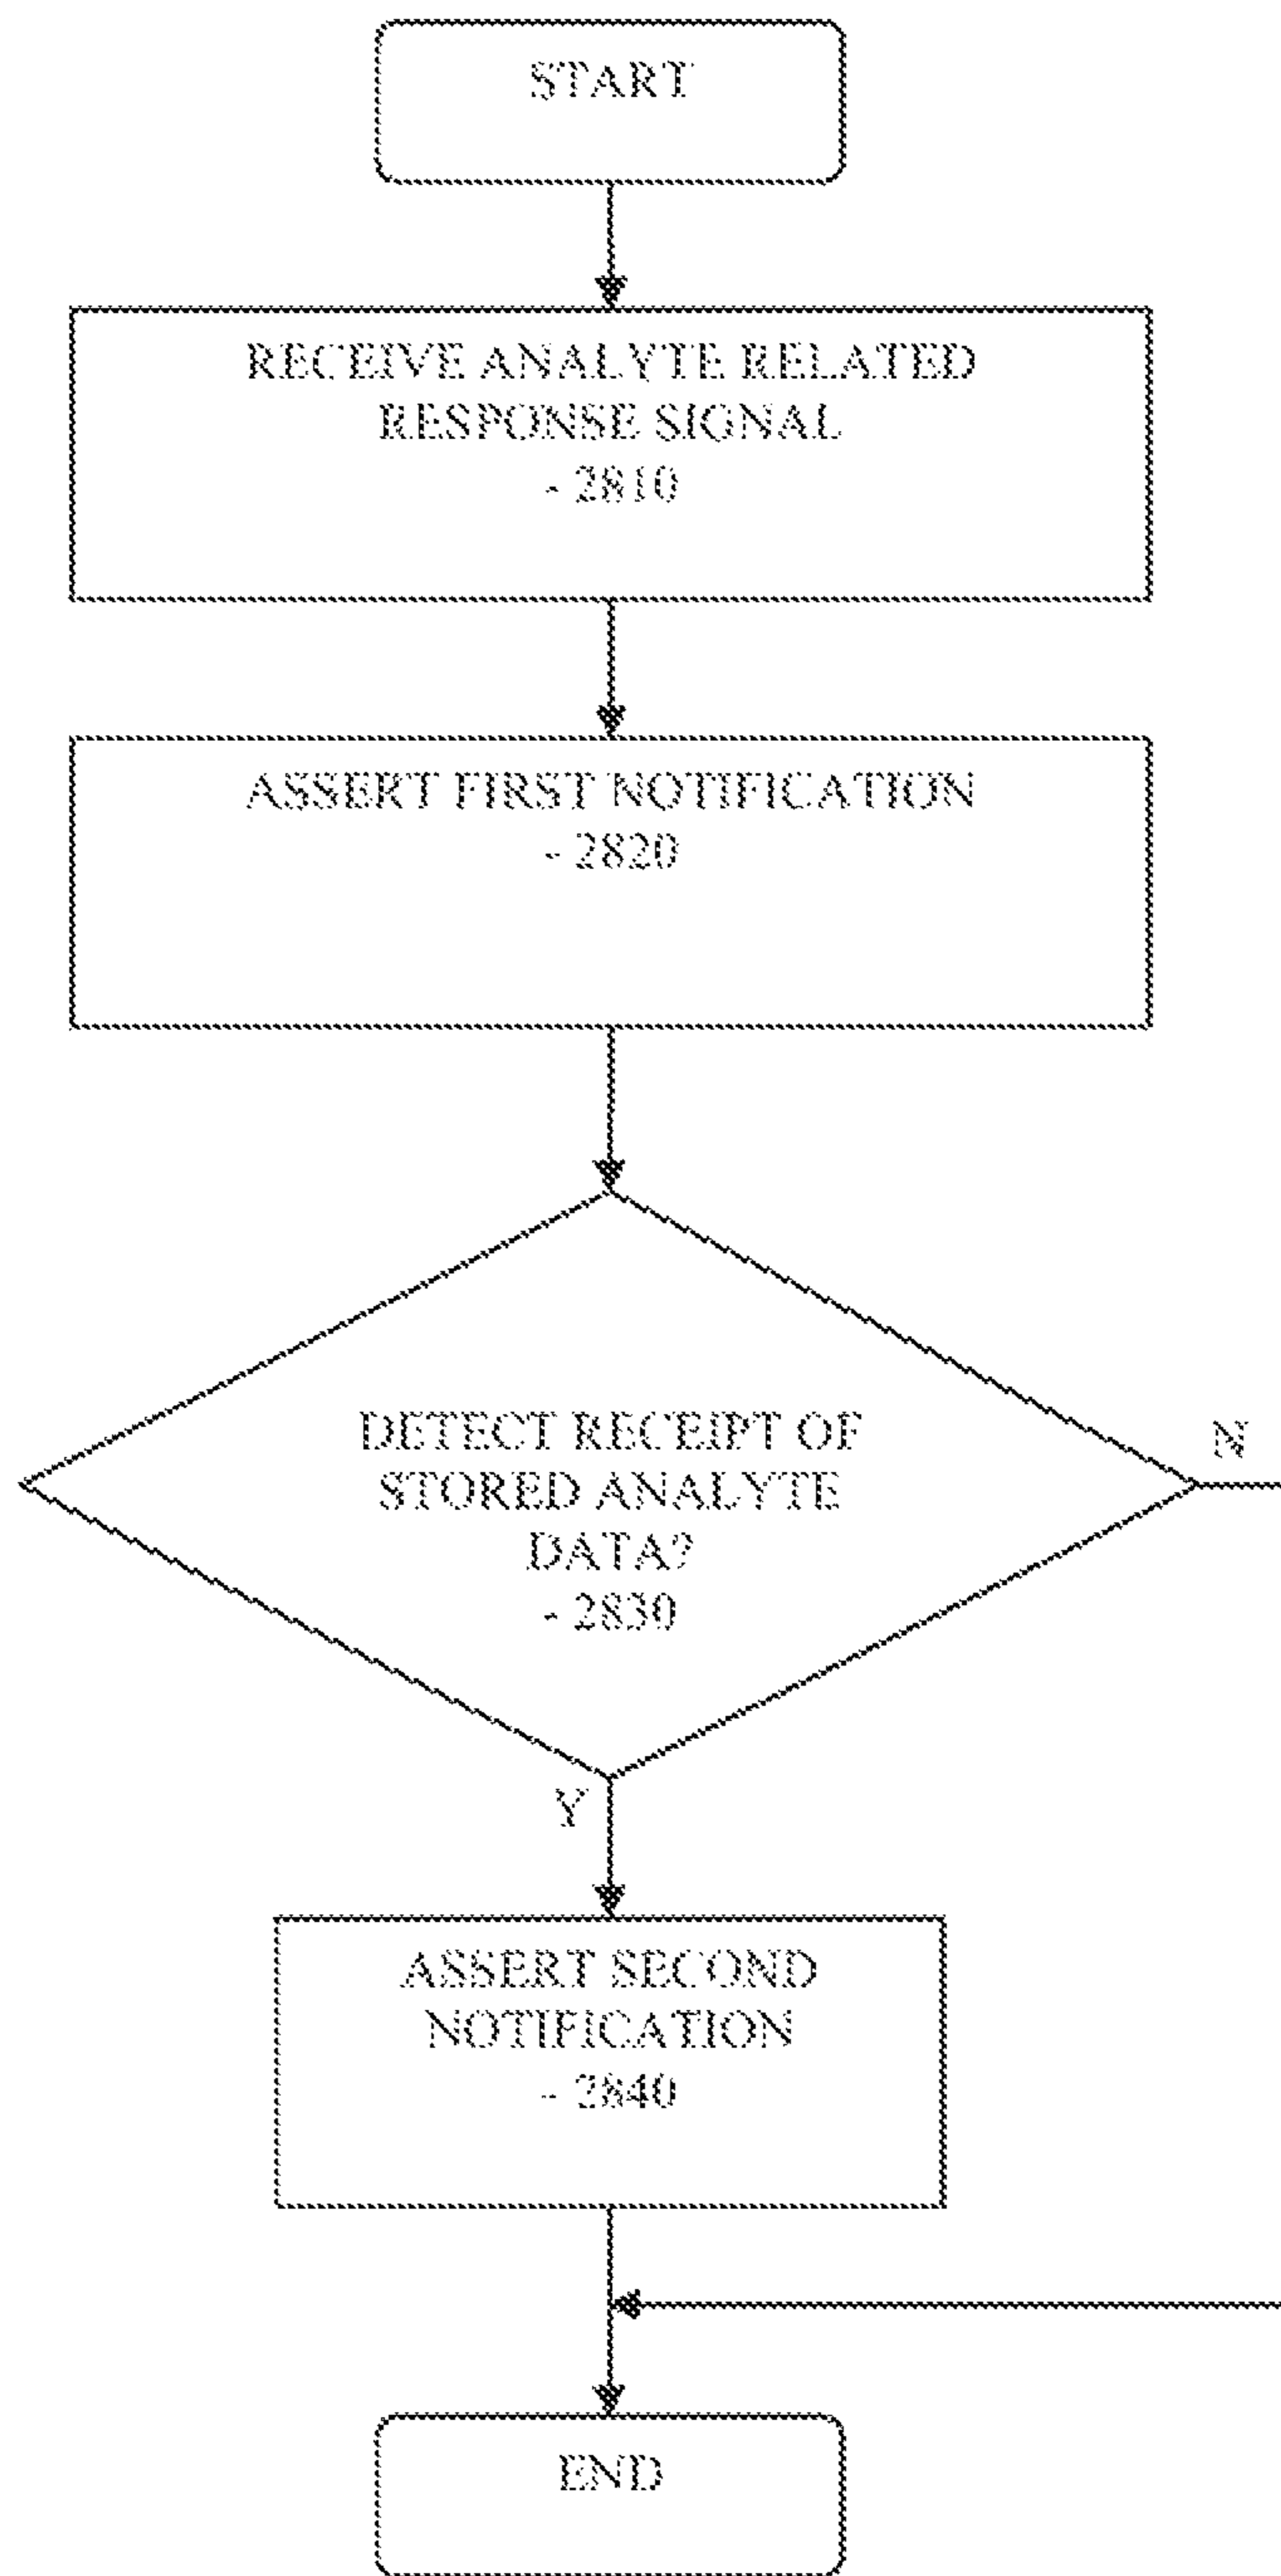 START
RECEIVE ANALYTE RELATED
RESPONSE SIGNAL
- 2810
ASSERT FIRST NOTIFICATION
- 2820
DETECT RECEIPT OF
STORED ANALYTE
DATA?
- 2830
N
Y
ASSERT SECOND
NOTIFICATION
- 2840
END